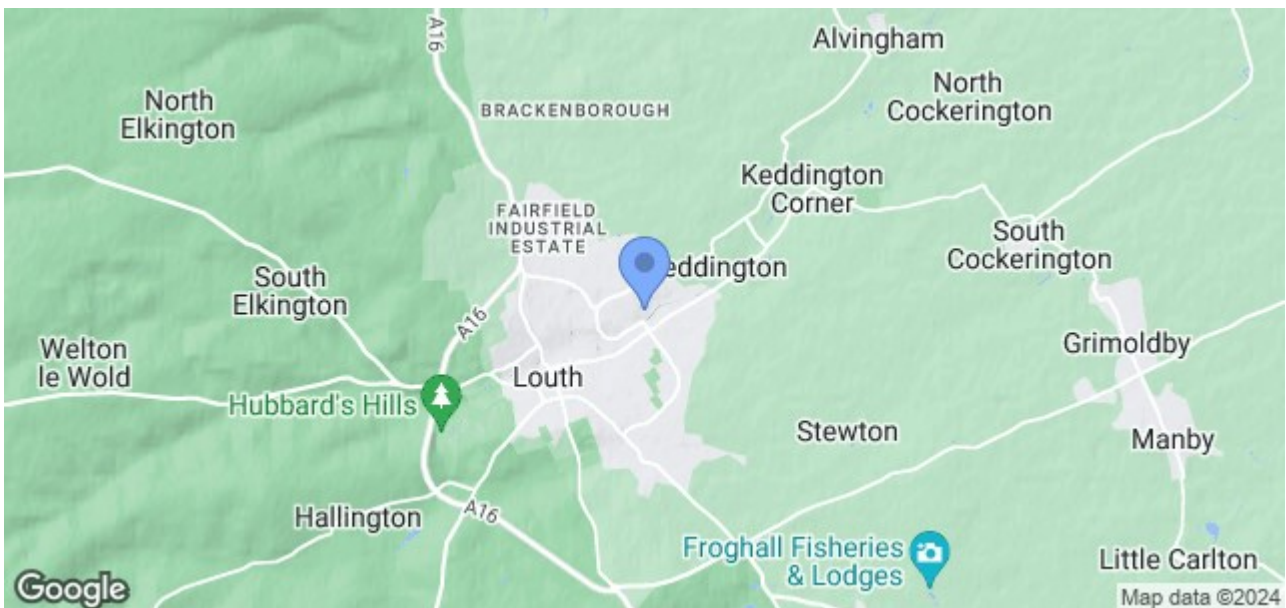 A16
Alvingham
North
Elkington
North
Cockerington
BRACKENBOROUGH
Keddington
Corner
FAIRFIELD
INDUSTRIAL
ESTATE
South
Cockerington
eddington
South
Elkington
A16
Welton
le Wold
Grimoldby
Louth
Hubbard's Hills
Stewton
Manby
Hallington
A16
Froghall Fisheries
& Lodges
Little Carlton
Google
Map data ©2024